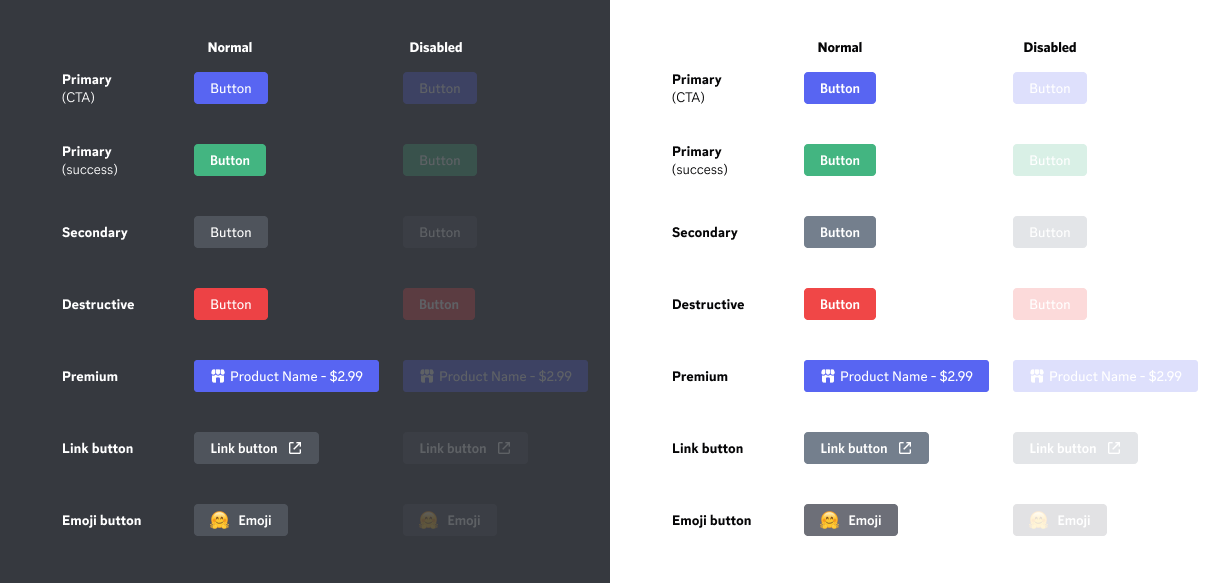 Normal Disabled
Primary
(CTA)
Button Button
Primary
(success)
Button Button
Secondary Button Button
Destructive Button Button
Premium Product Name – $2.99 Product Name – $2.99
Link button Link button Link button
Emoji button Emoji Emoji
Normal Disabled
Primary
(CTA)
Button Button
Primary
(success)
Button Button
Secondary Button Button
Destructive Button Button
Premium Product Name – $2.99 Product Name – $2.99
Link button Link button Link button
Emoji button Emoji Emoji